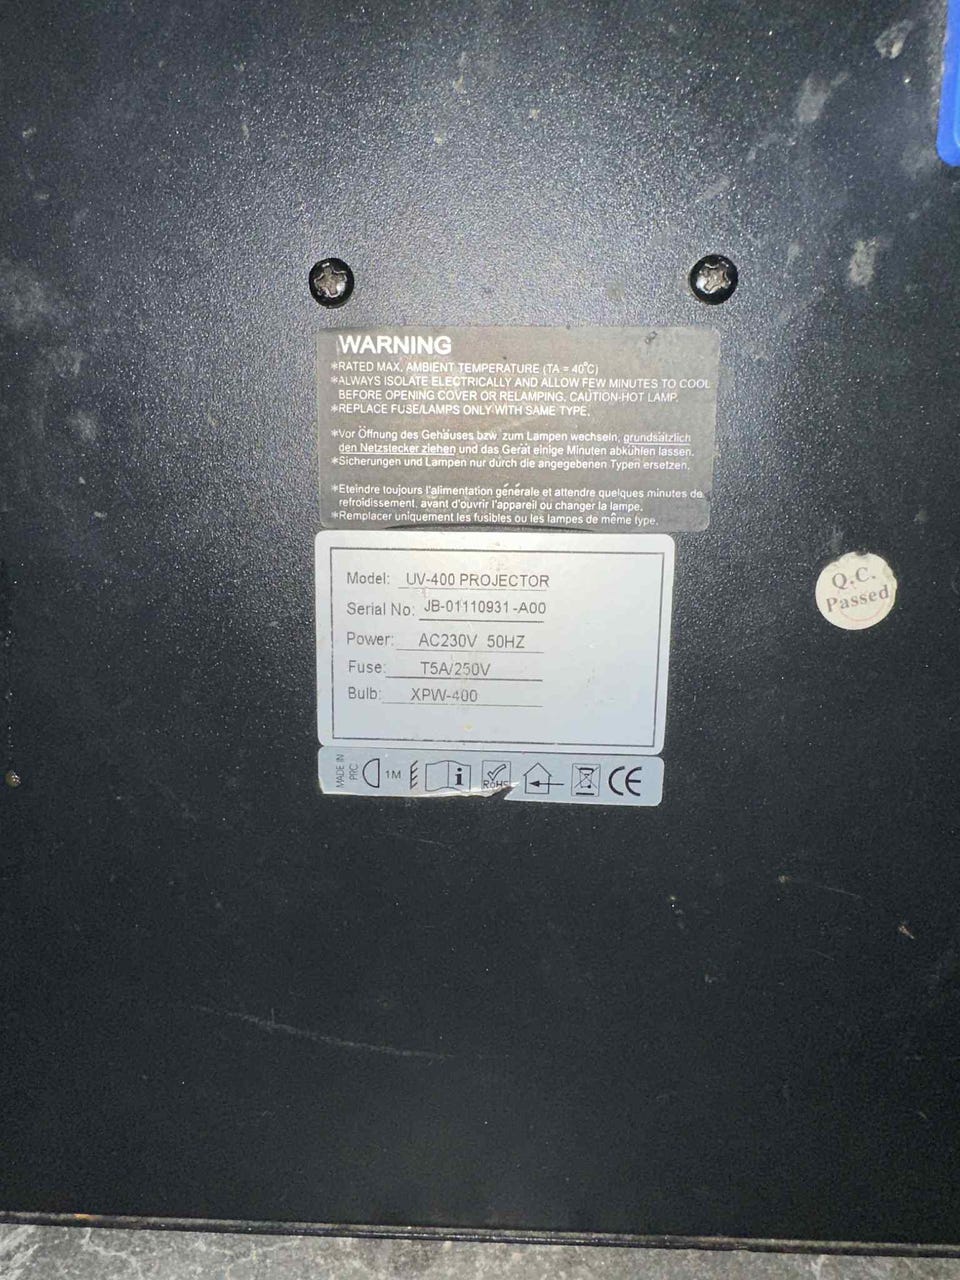 WARNING
*RATED MAX, AMBIENT TEMPERATURE (TA = 40°C)
*ALWAYS ISOLATE ELECTRICALLY AND ALLOW FEW MINUTES TO COOL
BEFORE OPENING COVER OR RELAMPING, CAUTION-HOT LAMP.
*REPLACE FUSE/LAMPS ONLY WITH SAME TYPE.
*Vor Öffnung des Gehäuses bzw. zum Lampen wechseln, grundsätzlich
den Netzstecker ziehen und das Gerät einige Minuten abkühlen lassen.
*Sicherungen und Lampen nur durch die angegebenen Typen ersetzen.
*Eteindre toujours l'alimentation générale et attendre quelques minutes de
refroidissement, avant d'ouvrir l'appareil ou changer la lampe.
*Remplacer uniquement les fusibles ou les lampes de même type.
Model: UV-400 PROJECTOR
Serial No: JB-01110931-A00
Power: AC230V 50HZ
Fuse: T5A/250V
Bulb: XPW-400
Q.C.
Passed
MADE IN
PRC
1M
i
RoHS
CE